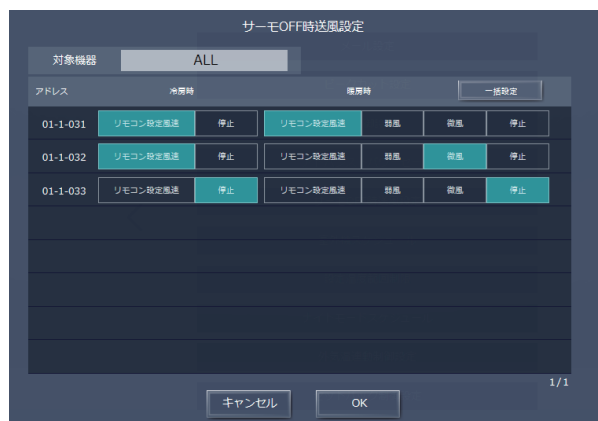 サーモOFF時送風設定
対象機器 ALL
アドレス 冷房時 暖房時 一括設定
01-1-031 リモコン設定風速 停止 リモコン設定風速 弱風 微風 停止
01-1-032 リモコン設定風速 停止 リモコン設定風速 弱風 微風 停止
01-1-033 リモコン設定風速 停止 リモコン設定風速 弱風 微風 停止
1/1
キャンセル OK